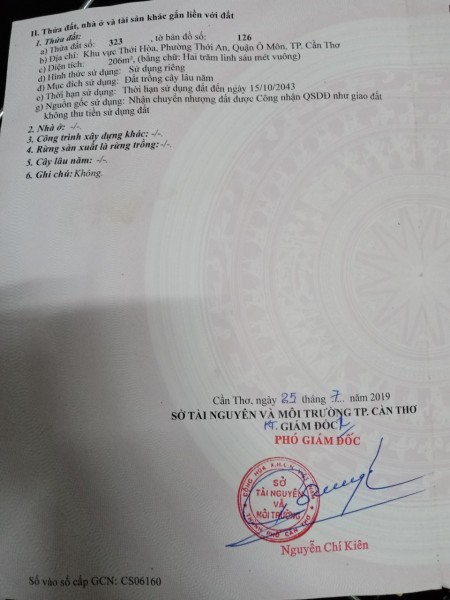 II. Thửa đất, nhà ở và tài sản khác gắn liền với đất
1. Thửa đất:
a) Thửa đất số: 323 , tờ bản đồ số: 126
b) Địa chỉ: Khu vực Thới Hòa, Phường Thới An, Quận Ô Môn, TP. Cần Thơ
c) Diện tích: 206m², (bằng chữ: Hai trăm linh sáu mét vuông)
d) Hình thức sử dụng: Sử dụng riêng
đ) Mục đích sử dụng: Đất trồng cây lâu năm
e) Thời hạn sử dụng: Thời hạn sử dụng đất đến ngày 15/10/2043
g) Nguồn gốc sử dụng: Nhận chuyển nhượng đất được Công nhận QSDĐ như giao đất
không thu tiền sử dụng đất
2. Nhà ở: -/-.
3. Công trình xây dựng khác: -/-.
4. Rừng sản xuất là rừng trồng: -/-.
5. Cây lâu năm: -/-.
6. Ghi chú: Không.
Cần Thơ, ngày 25 tháng 7 năm 2019
SỞ TÀI NGUYÊN VÀ MÔI TRƯỜNG TP. CẦN THƠ
KT. GIÁM ĐỐC
PHÓ GIÁM ĐỐC
CỘNG HÒA X.H.C.N VIỆT NAM
SỞ
TÀI NGUYÊN
VÀ
MÔI TRƯỜNG
THÀNH PHỐ CẦN THƠ
Nguyễn Chí Kiên
Số vào sổ cấp GCN: CS06160